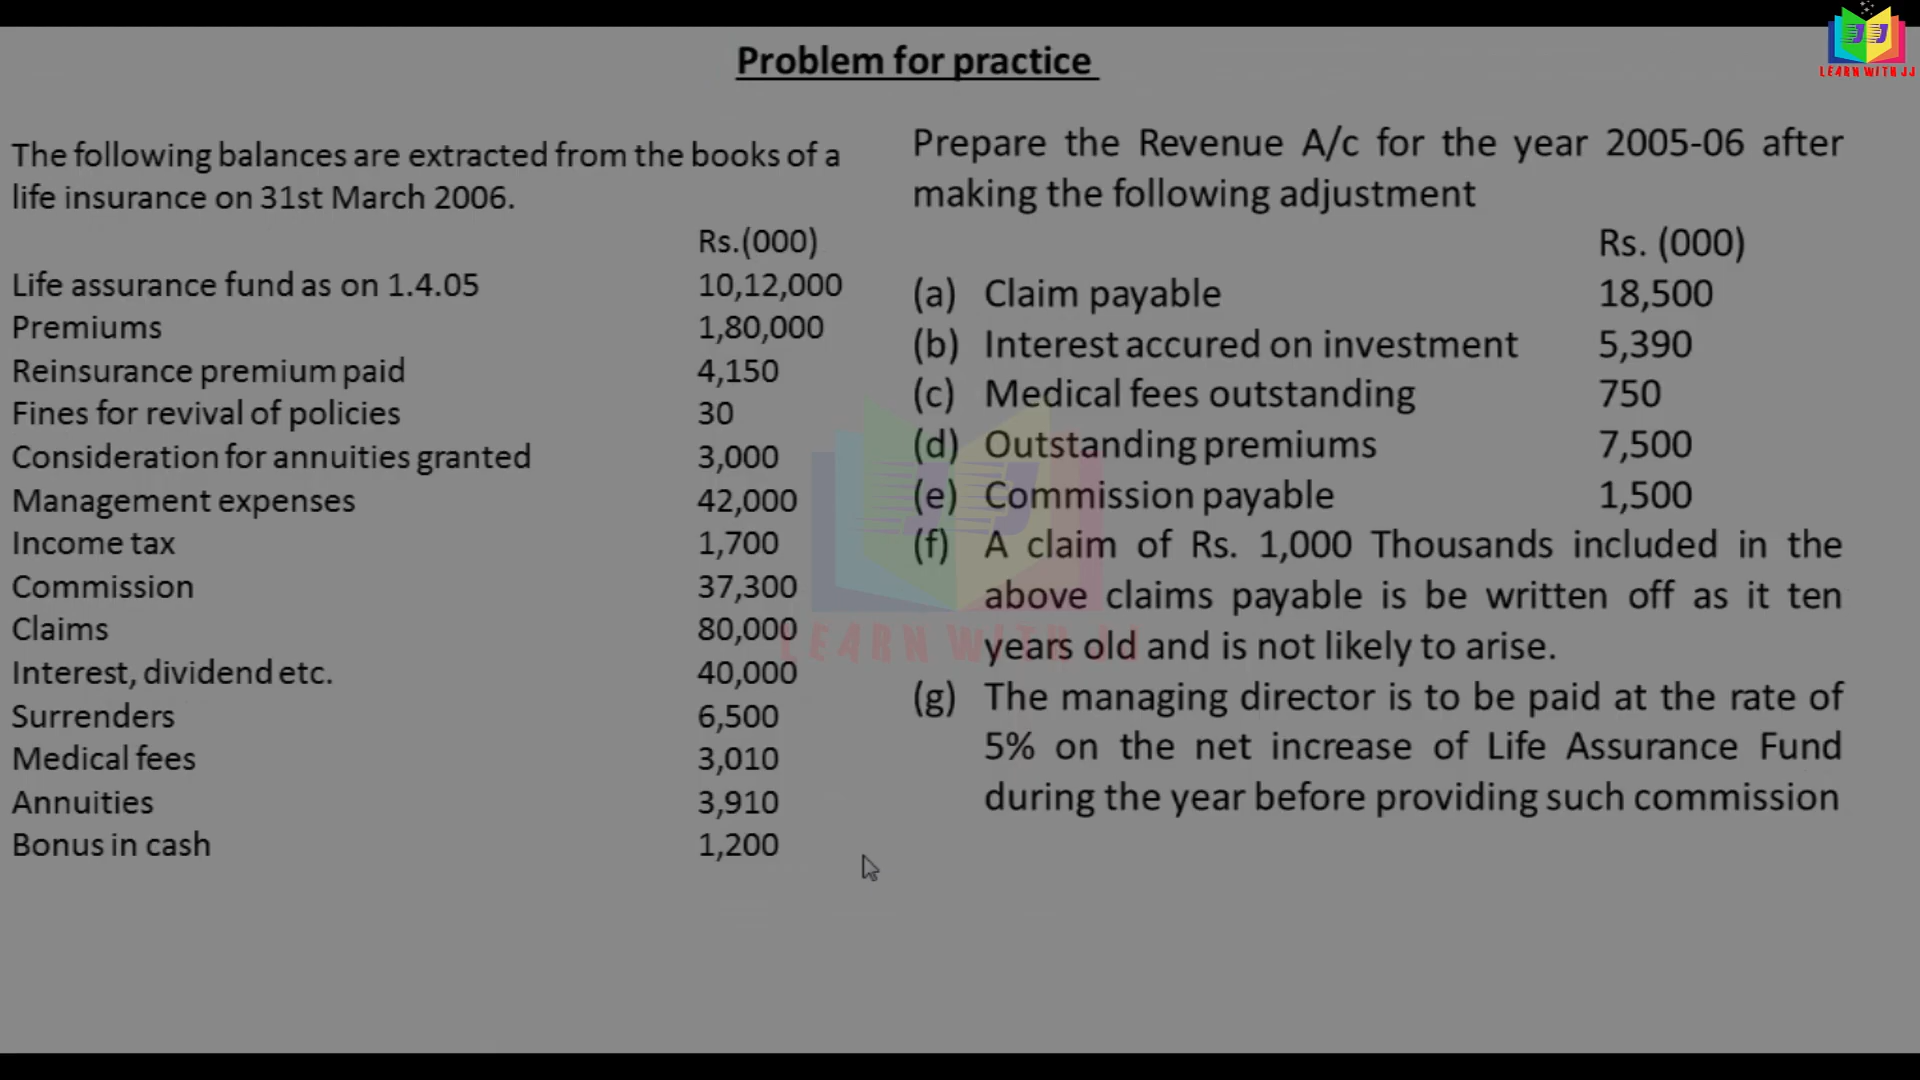 Problem for practice
LEARN WITH JJ
The following balances are extracted from the books of a
life insurance on 31st March 2006.
Rs.(000)
Life assurance fund as on 1.4.05 10,12,000
Premiums 1,80,000
Reinsurance premium paid 4,150
Fines for revival of policies 30
Consideration for annuities granted 3,000
Management expenses 42,000
Income tax 1,700
Commission 37,300
Claims 80,000
Interest, dividend etc. 40,000
Surrenders 6,500
Medical fees 3,010
Annuities 3,910
Bonus in cash 1,200
Prepare the Revenue A/c for the year 2005-06 after
making the following adjustment
Rs. (000)
(a) Claim payable 18,500
(b) Interest accured on investment 5,390
(c) Medical fees outstanding 750
(d) Outstanding premiums 7,500
(e) Commission payable 1,500
(f) A claim of Rs. 1,000 Thousands included in the
above claims payable is be written off as it ten
years old and is not likely to arise.
(g) The managing director is to be paid at the rate of
5% on the net increase of Life Assurance Fund
during the year before providing such commission
LEARN WITH JJ